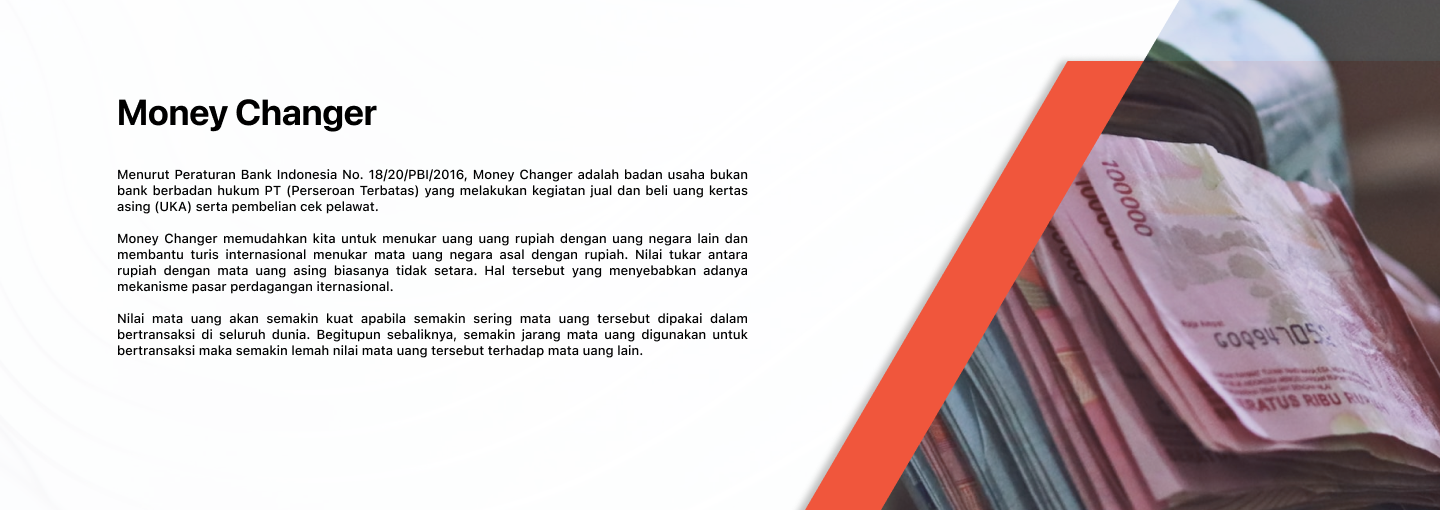 Money Changer
Menurut Peraturan Bank Indonesia No. 18/20/PBI/2016, Money Changer adalah badan usaha bukan
bank berbadan hukum PT (Perseroan Terbatas) yang melakukan kegiatan jual dan beli uang kertas
asing (UKA) serta pembelian cek pelawat.
Money Changer memudahkan kita untuk menukar uang uang rupiah dengan uang negara lain dan
membantu turis internasional menukar mata uang negara asal dengan rupiah. Nilai tukar antara
rupiah dengan mata uang asing biasanya tidak setara. Hal tersebut yang menyebabkan adanya
mekanisme pasar perdagangan iternasional.
Nilai mata uang akan semakin kuat apabila semakin sering mata uang tersebut dipakai dalam
bertransaksi di seluruh dunia. Begitupun sebaliknya, semakin jarang mata uang digunakan untuk
bertransaksi maka semakin lemah nilai mata uang tersebut terhadap mata uang lain.
100000
Raja Ampat
RATUS RIBU